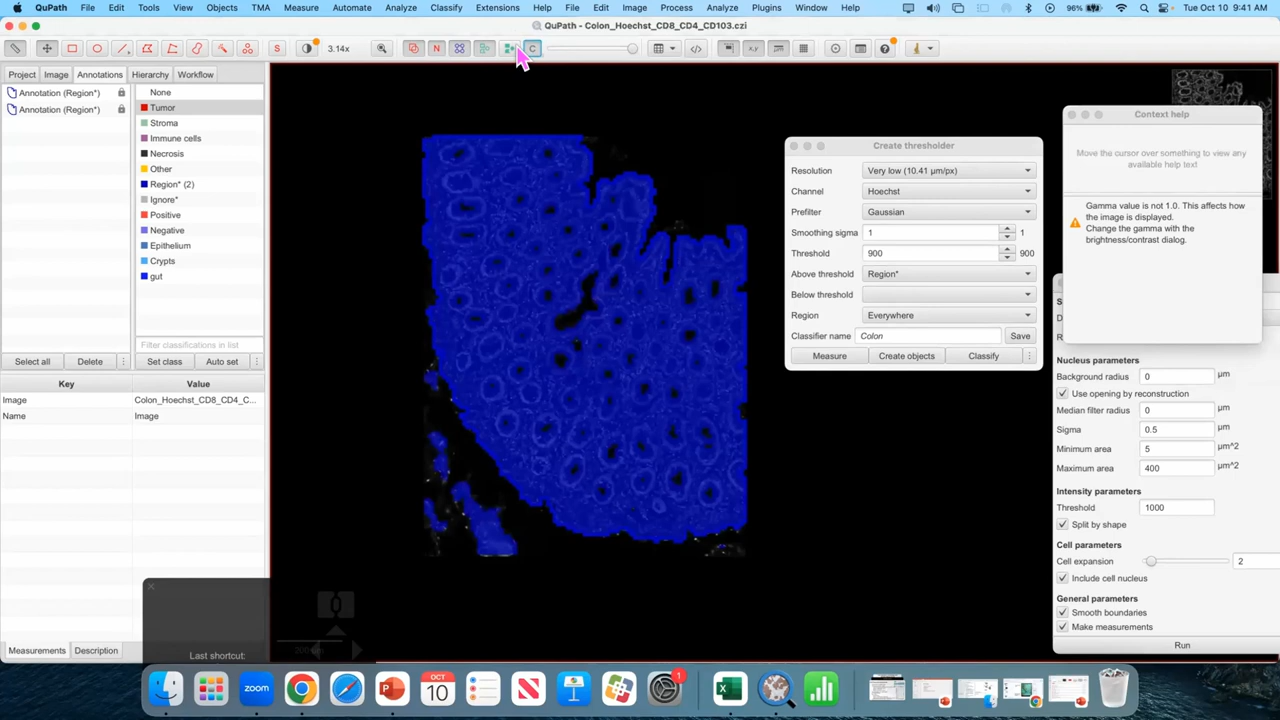 QuPath File Edit Tools View Objects TMA Measure Automate Analyze Classify Extensions Help File Edit Image Process Analyze Plugins Window Help 96% Tue Oct 10 9:41 AM
QuPath - Colon_Hoechst_CD8_CD4_CD103.czi
S 3.14x N C x,y
Project Image Annotations Hierarchy Workflow
Annotation (Region*)
Annotation (Region*)
None
Tumor
Stroma
Immune cells
Necrosis
Other
Region* (2)
Ignore*
Positive
Negative
Epithelium
Crypts
gut
Filter classifications in list
Select all Delete Set class Auto set
Key Value
Image Colon_Hoechst_CD8_CD4_C...
Name Image
Measurements Description
Last shortcut:
Create thresholder
Resolution Very low (10.41 µm/px)
Channel Hoechst
Prefilter Gaussian
Smoothing sigma 1 1
Threshold 900 900
Above threshold Region*
Below threshold
Region Everywhere
Classifier name Colon Save
Measure Create objects Classify
Context help
Move the cursor over something to view any
available help text
Gamma value is not 1.0. This affects how
the image is displayed.
Change the gamma with the
brightness/contrast dialog.
Nucleus parameters
Background radius 0 µm
Use opening by reconstruction
Median filter radius 0 µm
Sigma 0.5 µm
Minimum area 5 µm^2
Maximum area 400 µm^2
Intensity parameters
Threshold 1000
Split by shape
Cell parameters
Cell expansion 2
Include cell nucleus
General parameters
Smooth boundaries
Make measurements
Run
zoom
OCT
10
1